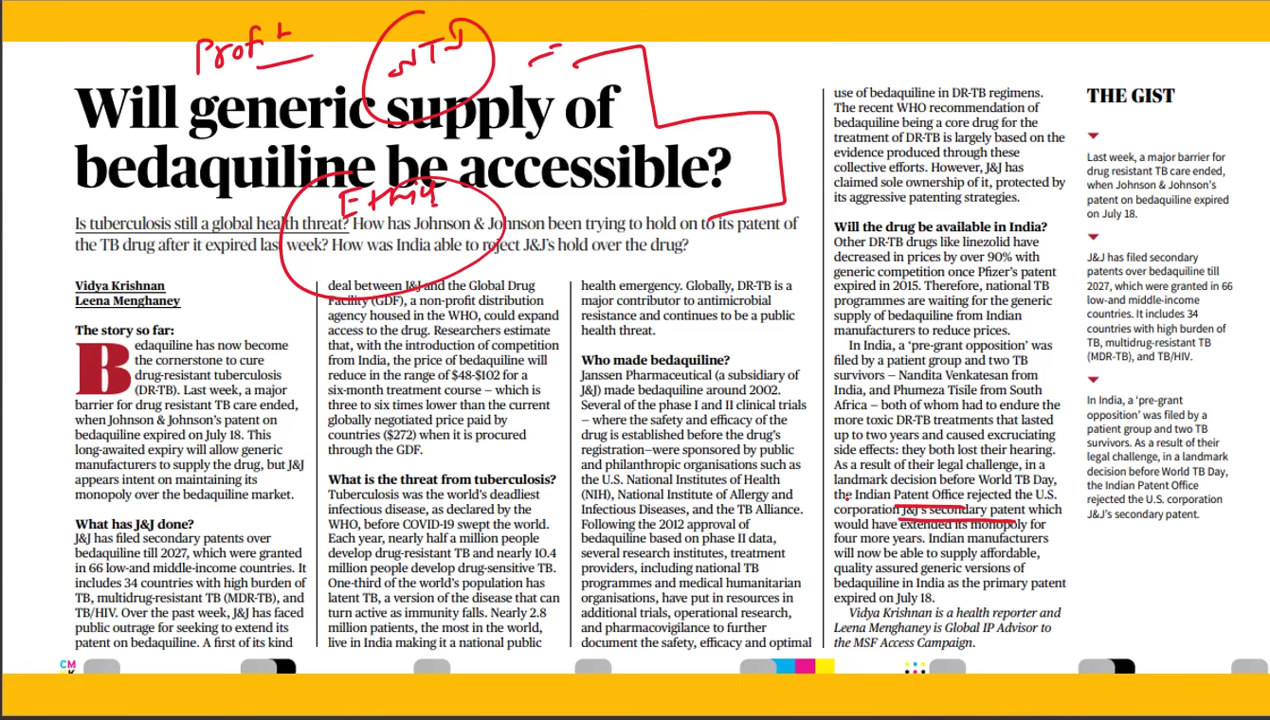 Profit
Will generic supply of
bedaquiline be accessible?
Is tuberculosis still a global health threat? How has Johnson & Johnson been trying to hold on to its patent of
the TB drug after it expired last week? How was India able to reject J&J's hold over the drug?
Vidya Krishnan
Leena Menghaney
The story so far:
Bedaquiline has now become
the cornerstone to cure
drug-resistant tuberculosis
(DR-TB). Last week, a major
barrier for drug resistant TB care ended,
when Johnson & Johnson's patent on
bedaquiline expired on July 18. This
long-awaited expiry will allow generic
manufacturers to supply the drug, but J&J
appears intent on maintaining its
monopoly over the bedaquiline market.
What has J&J done?
J&J has filed secondary patents over
bedaquiline till 2027, which were granted
in 66 low-and middle-income countries. It
includes 34 countries with high burden of
TB, multidrug-resistant TB (MDR-TB), and
TB/HIV. Over the past week, J&J has faced
public outrage for seeking to extend its
patent on bedaquiline. A first of its kind
deal between J&J and the Global Drug
Facility (GDF), a non-profit distribution
agency housed in the WHO, could expand
access to the drug. Researchers estimate
that, with the introduction of competition
from India, the price of bedaquiline will
reduce in the range of $48-$102 for a
six-month treatment course – which is
three to six times lower than the current
globally negotiated price paid by
countries ($272) when it is procured
through the GDF.
What is the threat from tuberculosis?
Tuberculosis was the world's deadliest
infectious disease, as declared by the
WHO, before COVID-19 swept the world.
Each year, nearly half a million people
develop drug-resistant TB and nearly 10.4
million people develop drug-sensitive TB.
One-third of the world's population has
latent TB, a version of the disease that can
turn active as immunity falls. Nearly 2.8
million patients, the most in the world,
live in India making it a national public
health emergency. Globally, DR-TB is a
major contributor to antimicrobial
resistance and continues to be a public
health threat.
Who made bedaquiline?
Janssen Pharmaceutical (a subsidiary of
J&J) made bedaquiline around 2002.
Several of the phase I and II clinical trials
– where the safety and efficacy of the
drug is established before the drug's
registration—were sponsored by public
and philanthropic organisations such as
the U.S. National Institutes of Health
(NIH), National Institute of Allergy and
Infectious Diseases, and the TB Alliance.
Following the 2012 approval of
bedaquiline based on phase II data,
several research institutes, treatment
providers, including national TB
programmes and medical humanitarian
organisations, have put in resources in
additional trials, operational research,
and pharmacovigilance to further
document the safety, efficacy and optimal
use of bedaquiline in DR-TB regimens.
The recent WHO recommendation of
bedaquiline being a core drug for the
treatment of DR-TB is largely based on the
evidence produced through these
collective efforts. However, J&J has
claimed sole ownership of it, protected by
its aggressive patenting strategies.
Will the drug be available in India?
Other DR-TB drugs like linezolid have
decreased in prices by over 90% with
generic competition once Pfizer's patent
expired in 2015. Therefore, national TB
programmes are waiting for the generic
supply of bedaquiline from Indian
manufacturers to reduce prices.
In India, a 'pre-grant opposition' was
filed by a patient group and two TB
survivors – Nandita Venkatesan from
India, and Phumeza Tisile from South
Africa – both of whom had to endure the
more toxic DR-TB treatments that lasted
up to two years and caused excruciating
side effects: they both lost their hearing.
As a result of their legal challenge, in a
landmark decision before World TB Day,
the Indian Patent Office rejected the U.S.
corporation J&J's secondary patent which
would have extended its monopoly for
four more years. Indian manufacturers
will now be able to supply affordable,
quality assured generic versions of
bedaquiline in India as the primary patent
expired on July 18.
Vidya Krishnan is a health reporter and
Leena Menghaney is Global IP Advisor to
the MSF Access Campaign.
THE GIST
Last week, a major barrier for
drug resistant TB care ended,
when Johnson & Johnson's
patent on bedaquiline expired
on July 18.
J&J has filed secondary
patents over bedaquiline till
2027, which were granted in 66
low-and middle-income
countries. It includes 34
countries with high burden of
TB, multidrug-resistant TB
(MDR-TB), and TB/HIV.
In India, a 'pre-grant
opposition' was filed by a
patient group and two TB
survivors. As a result of their
legal challenge, in a landmark
decision before World TB Day,
the Indian Patent Office
rejected the U.S. corporation
J&J's secondary patent.
CM